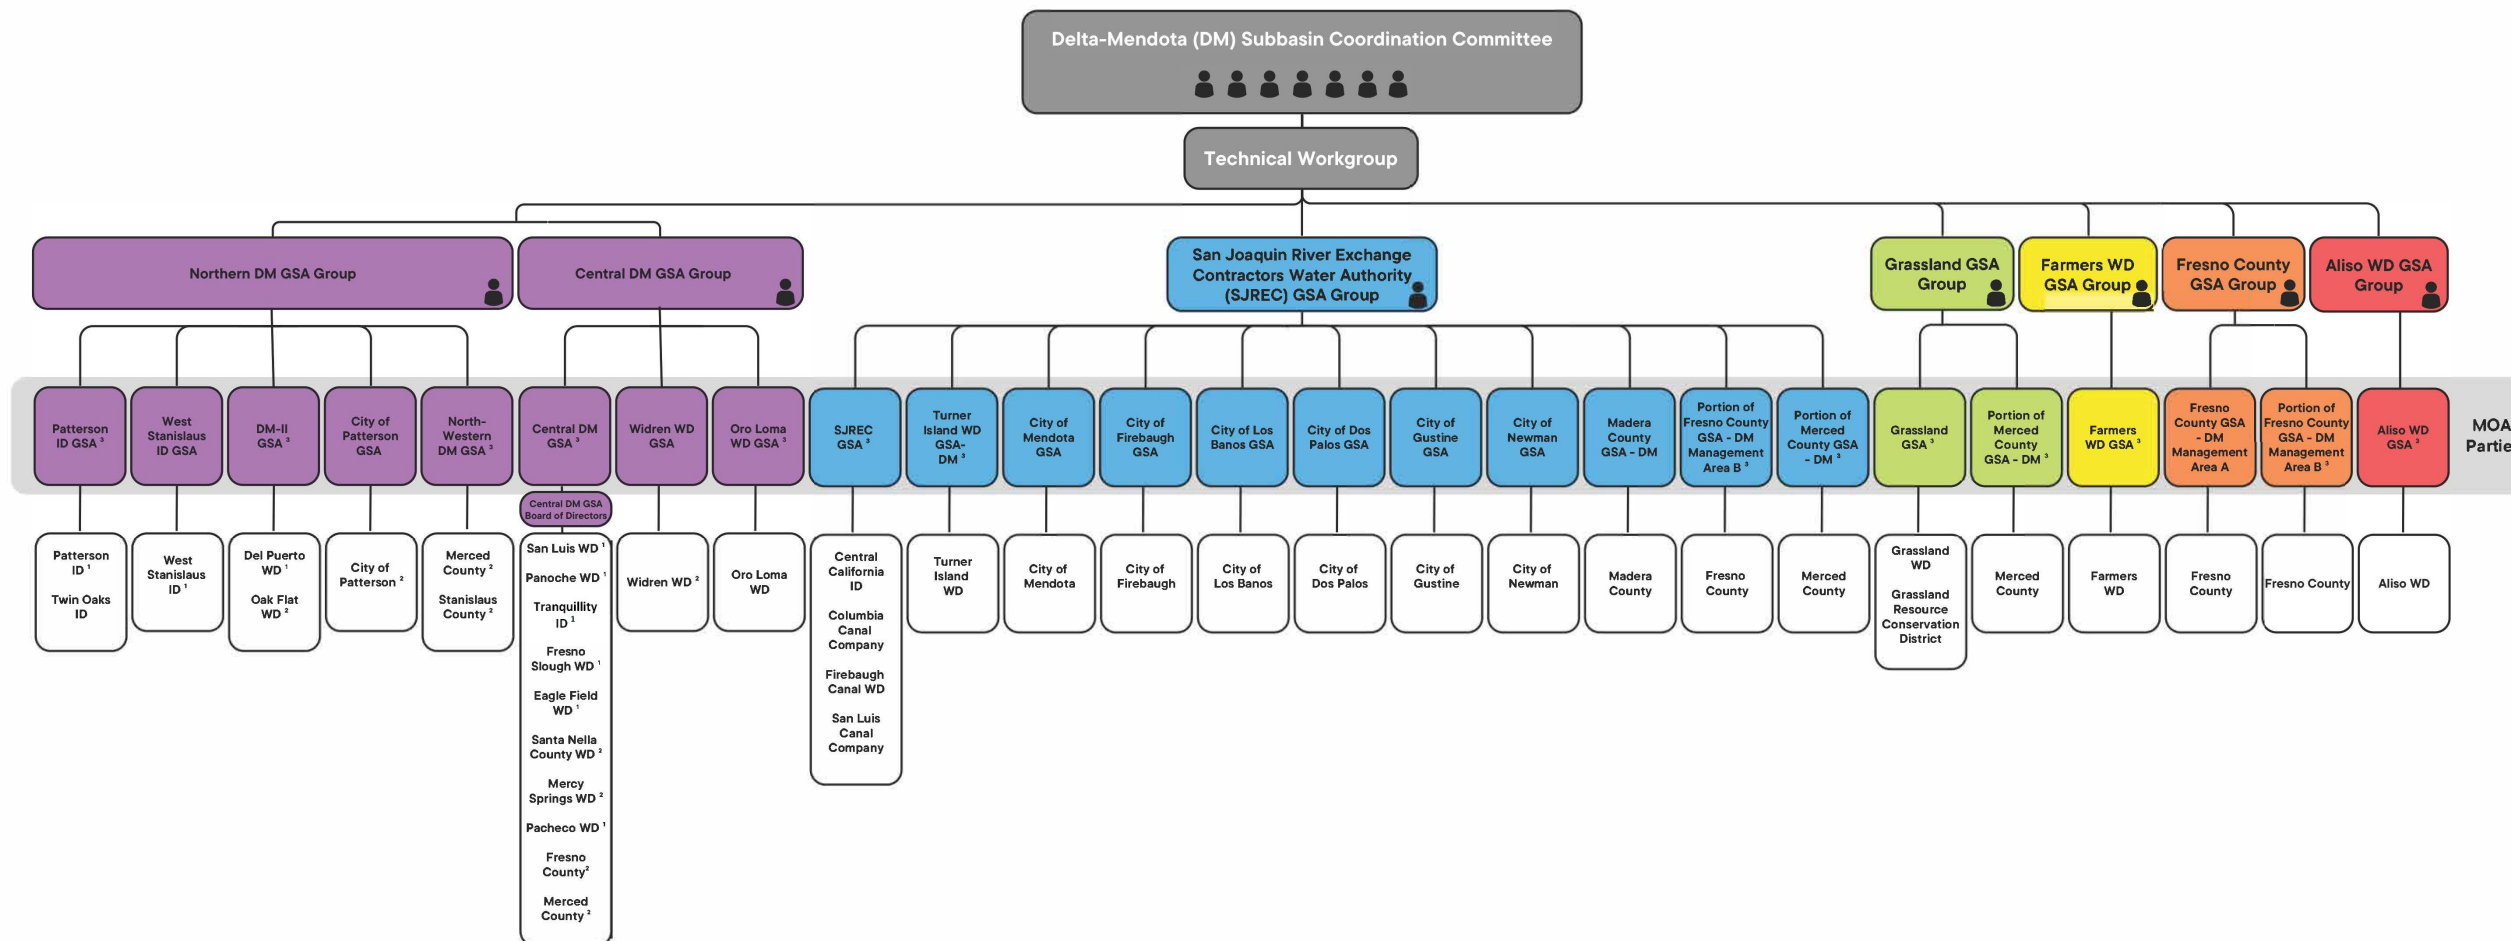 Delta-Mendota (DM) Subbasin Coordination Committee
Technical Workgroup
Northern DM GSA Group
Central DM GSA Group
San Joaquin River Exchange
Contractors Water Authority
(SJREC) GSA Group
Grassland GSA
Group
Farmers WD
GSA Group
Fresno County
GSA Group
Aliso WD GSA
Group
Patterson
ID GSA ³
West
Stanislaus
ID GSA
DM-II
GSA ³
City of
Patterson
GSA
North-
Western
DM GSA ³
Central DM
GSA ³
Widren WD
GSA
Oro Loma
WD GSA ³
SJREC
GSA ³
Turner
Island WD
GSA-
DM ³
City of
Mendota
GSA
City of
Firebaugh
GSA
City of Los
Banos GSA
City of Dos
Palos GSA
City of
Gustine
GSA
City of
Newman
GSA
Madera
County
GSA - DM
Portion of
Fresno County
GSA - DM
Management
Area B ³
Portion of
Merced
County GSA
- DM ³
Grassland
GSA ³
Portion of
Merced
County
GSA - DM ³
Farmers
WD GSA ³
Fresno
County GSA
- DM
Management
Area A
Portion of
Fresno County
GSA - DM
Management
Area B ³
Aliso WD
GSA ³
MOA
Partie
Central DM GSA
Board of Directors
Patterson
ID ¹
Twin Oaks
ID
West
Stanislaus
ID ¹
Del Puerto
WD ¹
Oak Flat
WD ²
City of
Patterson ²
Merced
County ²
Stanislaus
County ²
San Luis WD ¹
Panoche WD ¹
Tranquillity
ID ¹
Fresno
Slough WD ¹
Eagle Field
WD ¹
Santa Nella
County WD ²
Mercy
Springs WD ²
Pacheco WD ¹
Fresno
County²
Merced
County ²
Widren WD ²
Oro Loma
WD
Central
California
ID
Columbia
Canal
Company
Firebaugh
Canal WD
San Luis
Canal
Company
Turner
Island
WD
City of
Mendota
City of
Firebaugh
City of
Los Banos
City of
Dos Palos
City of
Gustine
City of
Newman
Madera
County
Fresno
County
Merced
County
Grassland
WD
Grassland
Resource
Conservation
District
Merced
County
Farmers
WD
Fresno
County
Fresno County
Aliso WD